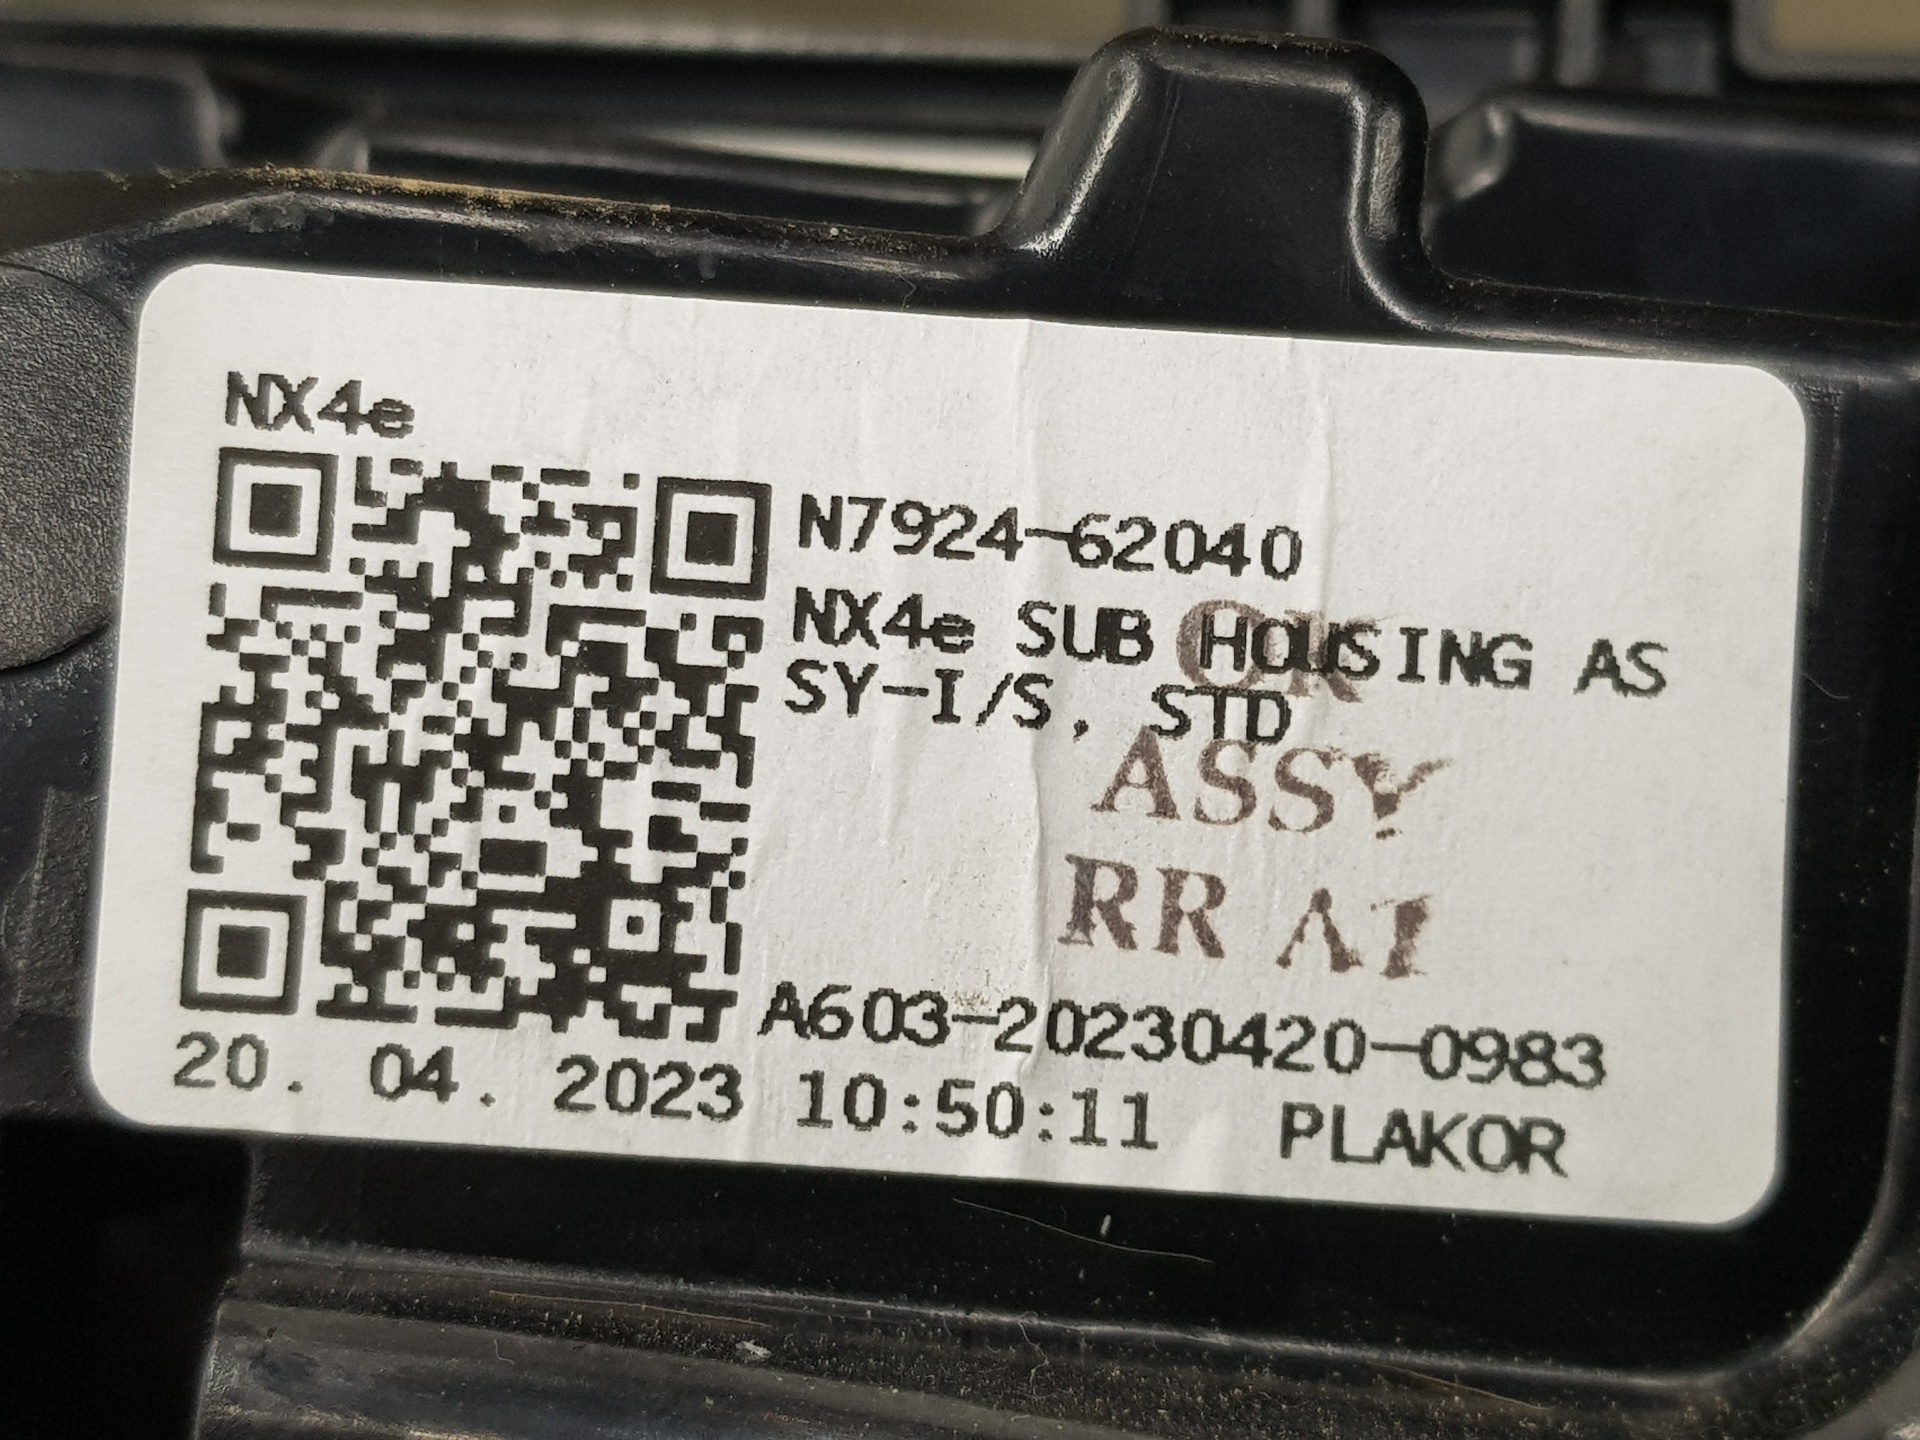 NX4e
N7924-62040
NX4e SUB HOUSING AS
SY-I/S, STD
OK
ASSY
RR A1
A603-20230420-0983
20. 04. 2023 10:50:11 PLAKOR